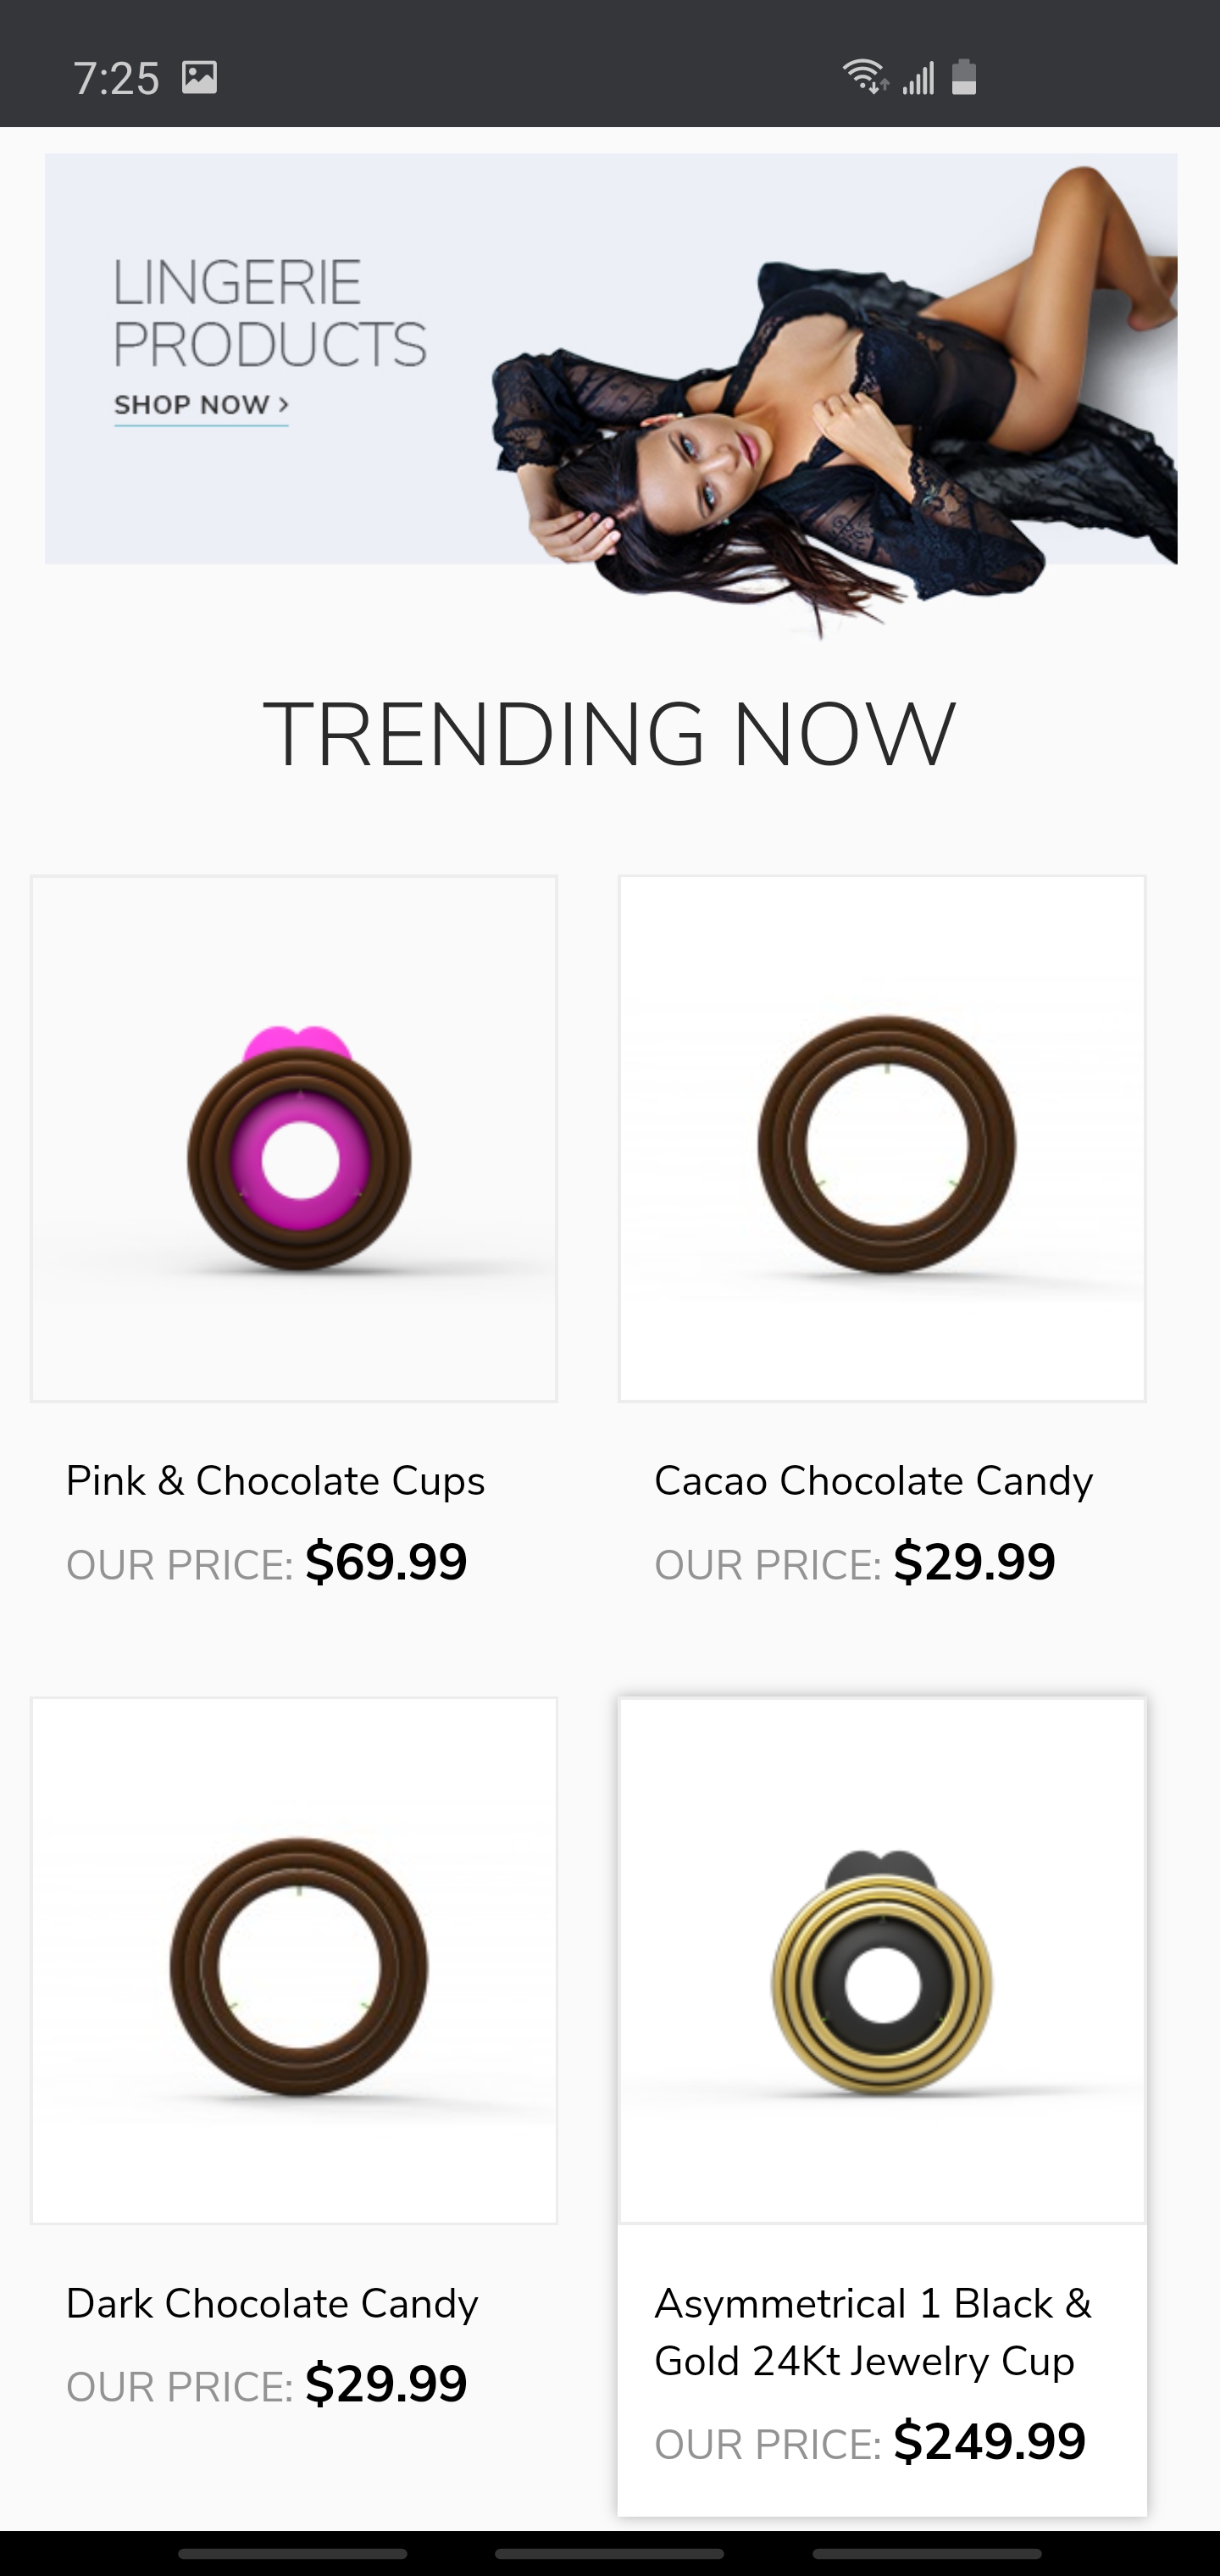 7:25
LINGERIE
PRODUCTS
SHOP NOW >
TRENDING NOW
Pink & Chocolate Cups
OUR PRICE: $69.99
Cacao Chocolate Candy
OUR PRICE: $29.99
Dark Chocolate Candy
OUR PRICE: $29.99
Asymmetrical 1 Black &
Gold 24Kt Jewelry Cup
OUR PRICE: $249.99